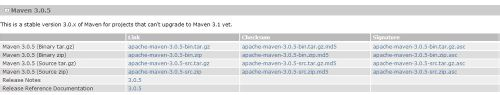 Maven 3.0.5
This is a stable version 3.0.x of Maven for projects that can't upgrade to Maven 3.1 yet.
Link Checksum Signature
Maven 3.0.5 (Binary tar.gz) apache-maven-3.0.5-bin.tar.gz apache-maven-3.0.5-bin.tar.gz.md5 apache-maven-3.0.5-bin.tar.gz.asc
Maven 3.0.5 (Binary zip) apache-maven-3.0.5-bin.zip apache-maven-3.0.5-bin.zip.md5 apache-maven-3.0.5-bin.zip.asc
Maven 3.0.5 (Source tar.gz) apache-maven-3.0.5-src.tar.gz apache-maven-3.0.5-src.tar.gz.md5 apache-maven-3.0.5-src.tar.gz.asc
Maven 3.0.5 (Source zip) apache-maven-3.0.5-src.zip apache-maven-3.0.5-src.zip.md5 apache-maven-3.0.5-src.zip.asc
Release Notes 3.0.5
Release Reference Documentation 3.0.5